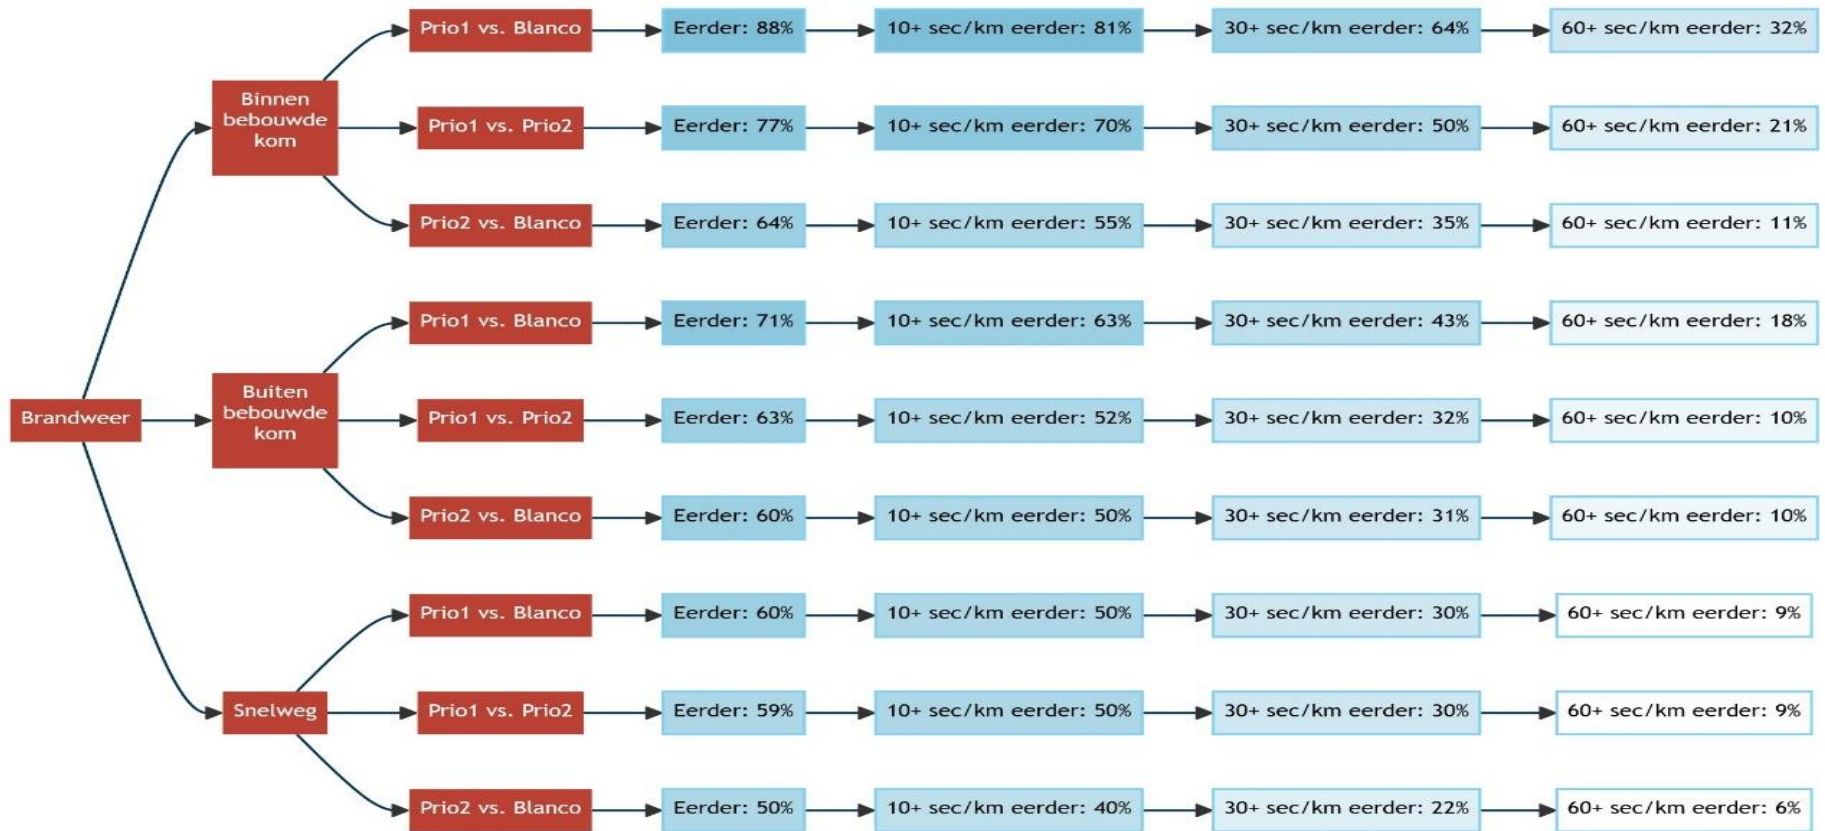 Brandweer
Binnen
bebouwde
kom
Prio1 vs. Blanco
Eerder: 88%
10+ sec/km eerder: 81%
30+ sec/km eerder: 64%
60+ sec/km eerder: 32%
Prio1 vs. Prio2
Eerder: 77%
10+ sec/km eerder: 70%
30+ sec/km eerder: 50%
60+ sec/km eerder: 21%
Prio2 vs. Blanco
Eerder: 64%
10+ sec/km eerder: 55%
30+ sec/km eerder: 35%
60+ sec/km eerder: 11%
Buiten
bebouwde
kom
Prio1 vs. Blanco
Eerder: 71%
10+ sec/km eerder: 63%
30+ sec/km eerder: 43%
60+ sec/km eerder: 18%
Prio1 vs. Prio2
Eerder: 63%
10+ sec/km eerder: 52%
30+ sec/km eerder: 32%
60+ sec/km eerder: 10%
Prio2 vs. Blanco
Eerder: 60%
10+ sec/km eerder: 50%
30+ sec/km eerder: 31%
60+ sec/km eerder: 10%
Snelweg
Prio1 vs. Blanco
Eerder: 60%
10+ sec/km eerder: 50%
30+ sec/km eerder: 30%
60+ sec/km eerder: 9%
Prio1 vs. Prio2
Eerder: 59%
10+ sec/km eerder: 50%
30+ sec/km eerder: 30%
60+ sec/km eerder: 9%
Prio2 vs. Blanco
Eerder: 50%
10+ sec/km eerder: 40%
30+ sec/km eerder: 22%
60+ sec/km eerder: 6%